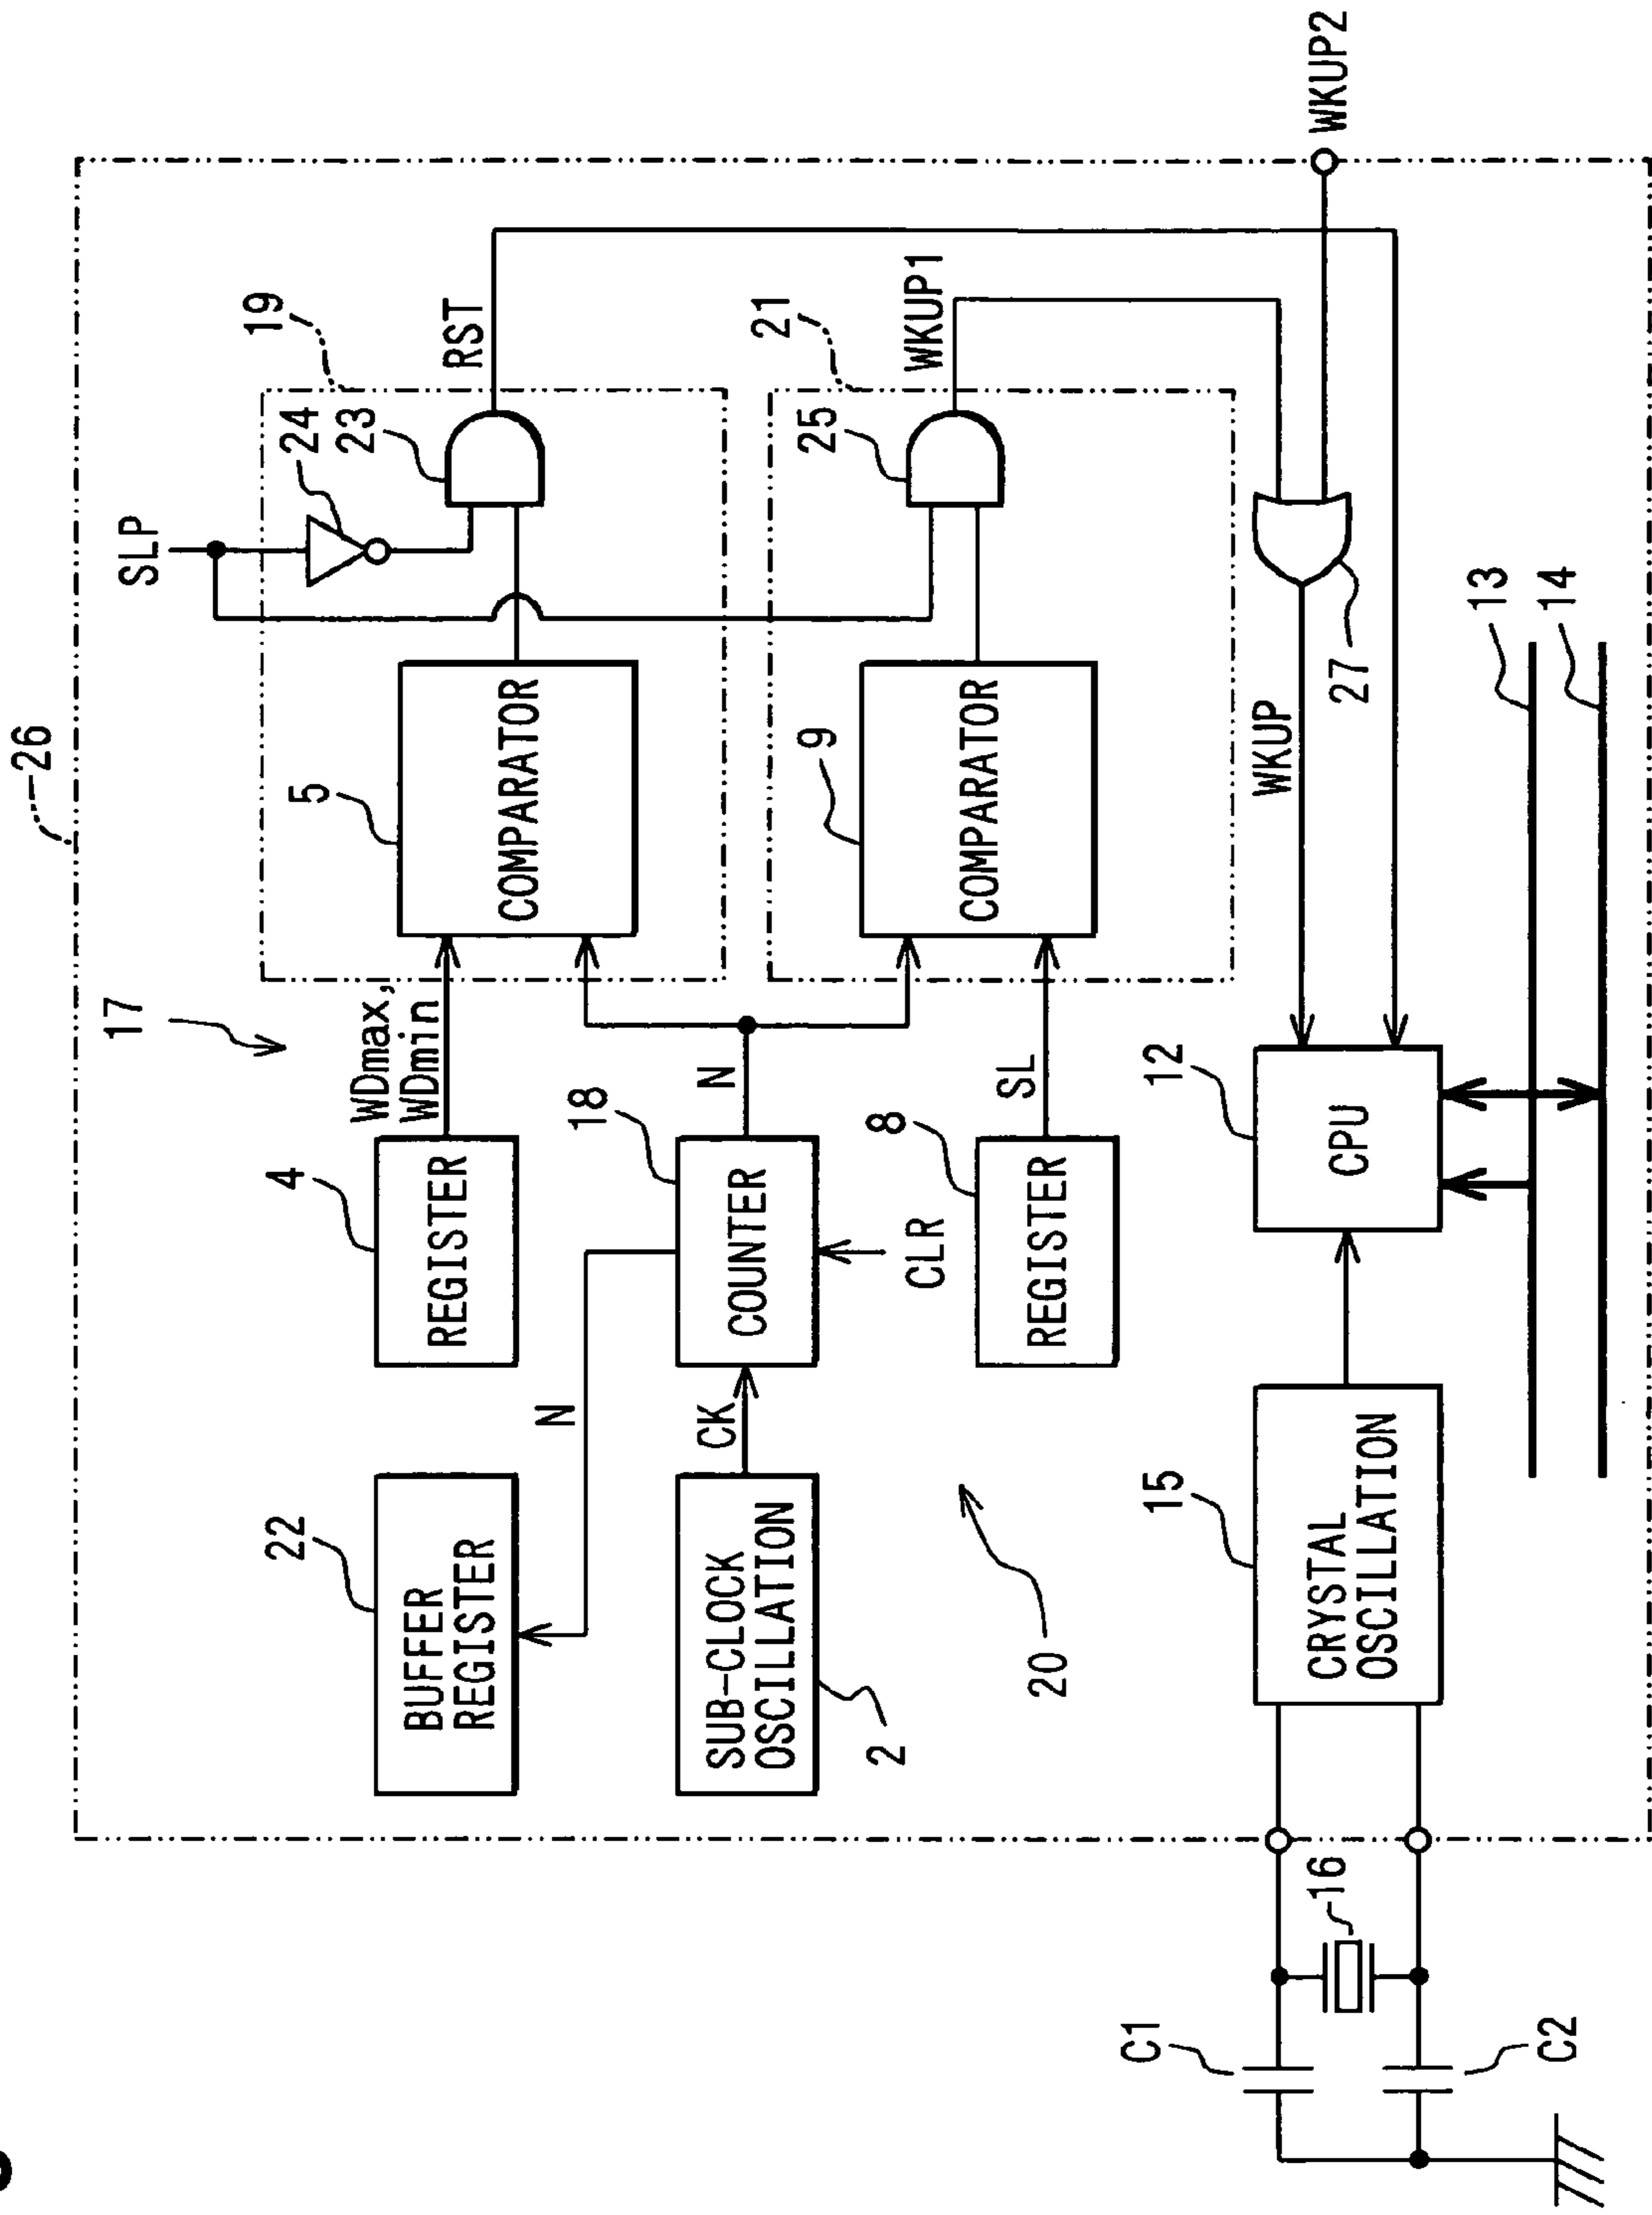 26
17
SLP
19
24
23
RST
5
COMPARATOR
WDmax,
WDmin
4
REGISTER
22
BUFFER
REGISTER
N
18
COUNTER
N
CK
SUB-CLOCK
OSCILLATION
2
CLR
21
25
WKUP1
9
COMPARATOR
SL
8
REGISTER
20
WKUP2
27
WKUP
12
CPU
13
14
15
CRYSTAL
OSCILLATION
16
C1
C2